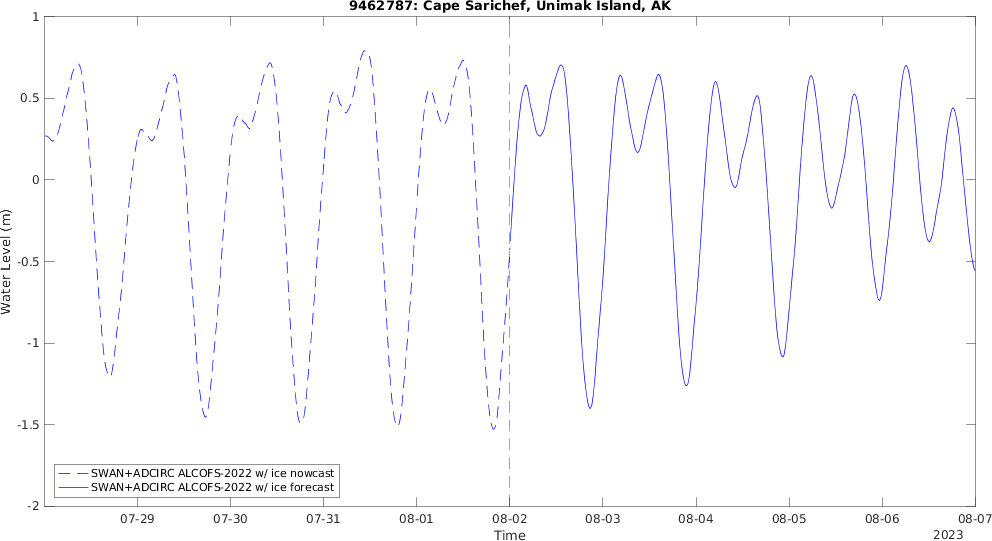 9462787: Cape Sarichef, Unimak Island, AK
1
0.5
0
-0.5
-1
-1.5
-2
Water Level (m)
SWAN+ADCIRC ALCOFS-2022 w/ ice nowcast
SWAN+ADCIRC ALCOFS-2022 w/ ice forecast
07-29 07-30 07-31 08-01 08-02 08-03 08-04 08-05 08-06 08-07
Time
2023